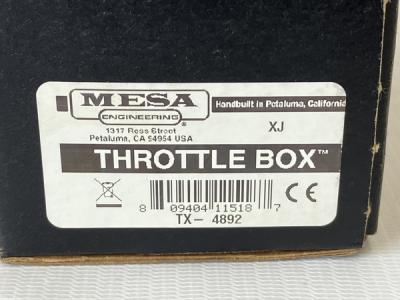 MESA
ENGINEERING®
Handbuilt in Petaluma, California
1317 Ross Street
Petaluma, CA 94954 USA
XJ
THROTTLE BOX™
CE
8 09404 11518 7
TX- 4892